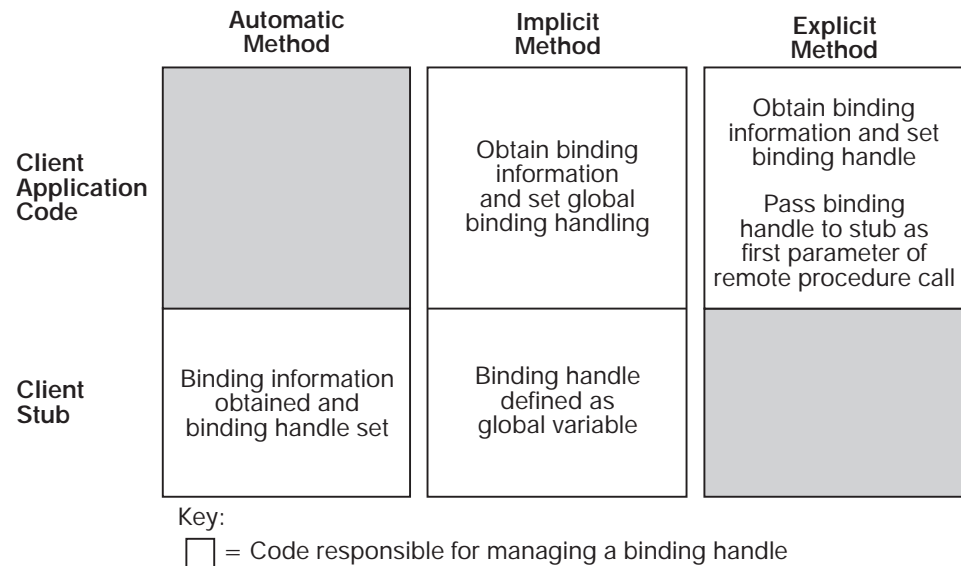 Automatic
Method
Implicit
Method
Explicit
Method
Client
Application
Code
Obtain binding
information
and set global
binding handling
Obtain binding
information and set
binding handle
Pass binding
handle to stub as
first parameter of
remote procedure call
Client
Stub
Binding information
obtained and
binding handle set
Binding handle
defined as
global variable
Key:
= Code responsible for managing a binding handle